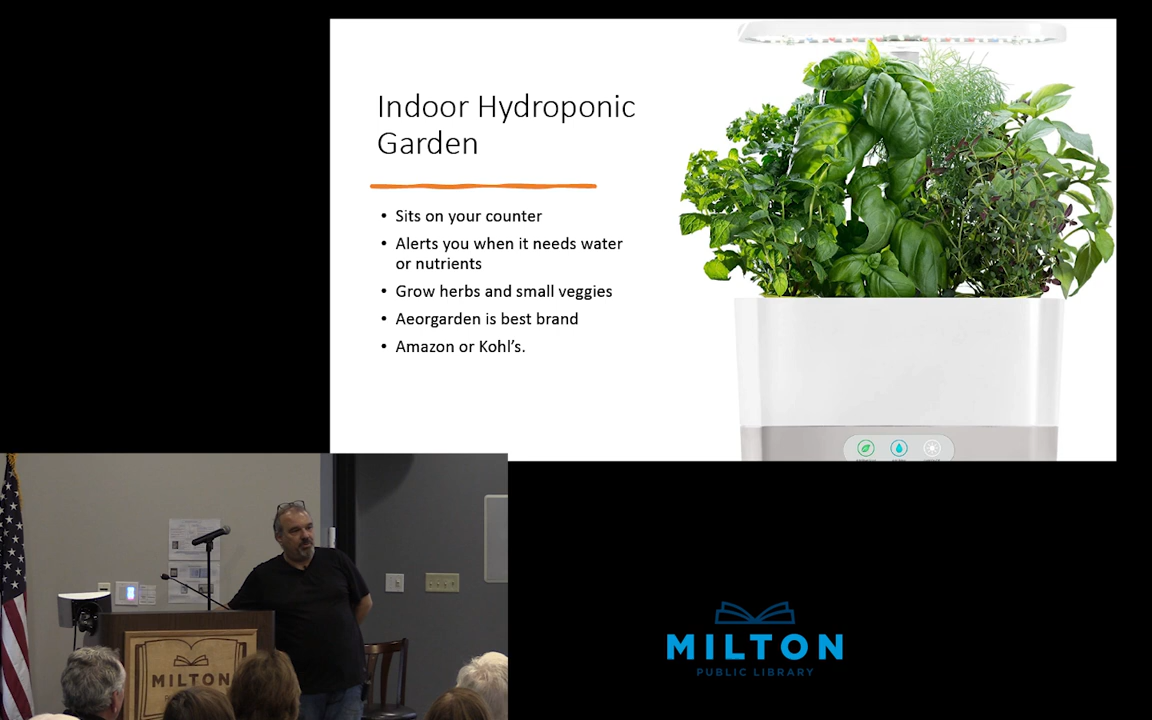 Indoor Hydroponic
Garden
• Sits on your counter
• Alerts you when it needs water
or nutrients
• Grow herbs and small veggies
• Aeorgarden is best brand
• Amazon or Kohl's.
MILTON
MILTON
PUBLIC LIBRARY